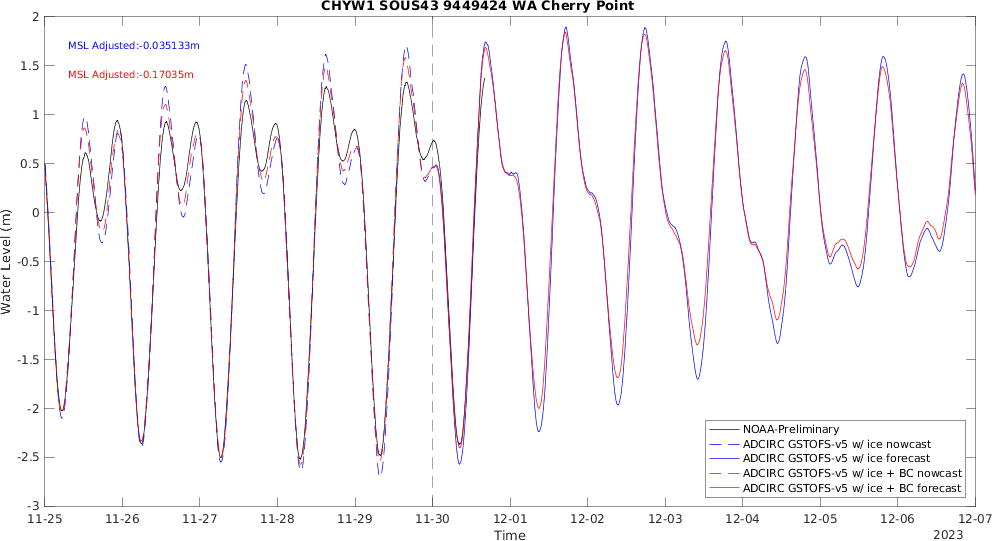 CHYW1 SOUS43 9449424 WA Cherry Point
MSL Adjusted:-0.035133m
MSL Adjusted:-0.17035m
Water Level (m)
2
1.5
1
0.5
0
-0.5
-1
-1.5
-2
-2.5
-3
NOAA-Preliminary
ADCIRC GSTOFS-v5 w/ ice nowcast
ADCIRC GSTOFS-v5 w/ ice forecast
ADCIRC GSTOFS-v5 w/ ice + BC nowcast
ADCIRC GSTOFS-v5 w/ ice + BC forecast
11-25 11-26 11-27 11-28 11-29 11-30 12-01 12-02 12-03 12-04 12-05 12-06 12-07
Time
2023